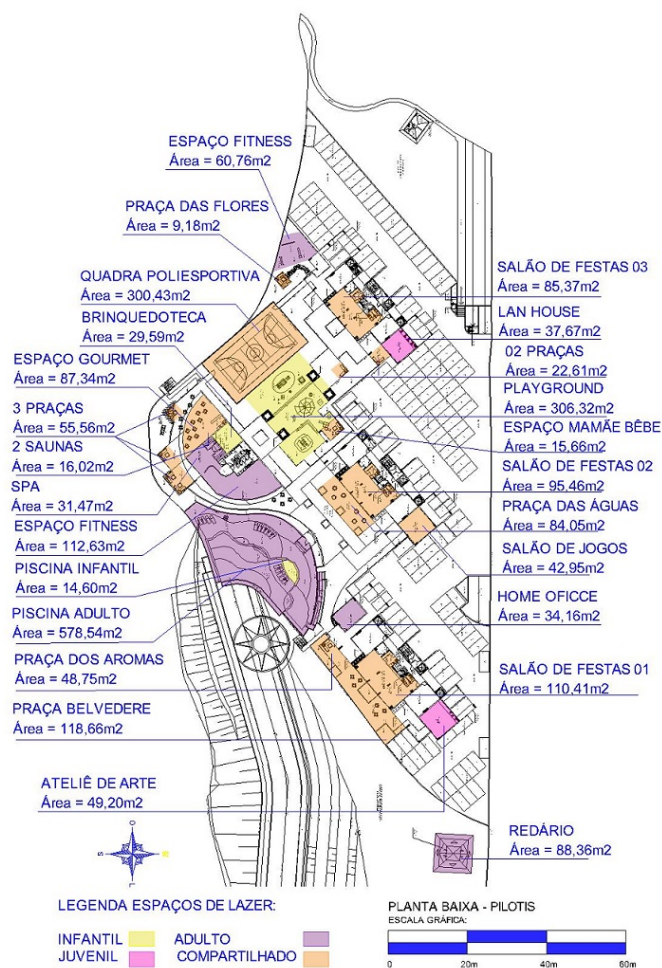 ESPAÇO FITNESS
Área = 60,76m2
PRAÇA DAS FLORES
Área = 9,18m2
QUADRA POLIESPORTIVA
Área = 300,43m2
BRINQUEDOTECA
Área = 29,59m2
ESPAÇO GOURMET
Área = 87,34m2
3 PRAÇAS
Área = 55,56m2
2 SAUNAS
Área = 16,02m2
SPA
Área = 31,47m2
ESPAÇO FITNESS
Área = 112,63m2
PISCINA INFANTIL
Área = 14,60m2
PISCINA ADULTO
Área = 578,54m2
PRAÇA DOS AROMAS
Área = 48,75m2
PRAÇA BELVEDERE
Área = 118,66m2
ATELIÊ DE ARTE
Área = 49,20m2
SALÃO DE FESTAS 03
Área = 85,37m2
LAN HOUSE
Área = 37,67m2
02 PRAÇAS
Área = 22,61m2
PLAYGROUND
Área = 306,32m2
ESPAÇO MAMÃE BÊBE
Área = 15,66m2
SALÃO DE FESTAS 02
Área = 95,46m2
PRAÇA DAS ÁGUAS
Área = 84,05m2
SALÃO DE JOGOS
Área = 42,95m2
HOME OFICCE
Área = 34,16m2
SALÃO DE FESTAS 01
Área = 110,41m2
REDÁRIO
Área = 88,36m2
LEGENDA ESPAÇOS DE LAZER:
INFANTIL
ADULTO
JUVENIL
COMPARTILHADO
PLANTA BAIXA - PILOTIS
ESCALA GRÁFICA:
0 20m 40m 60m